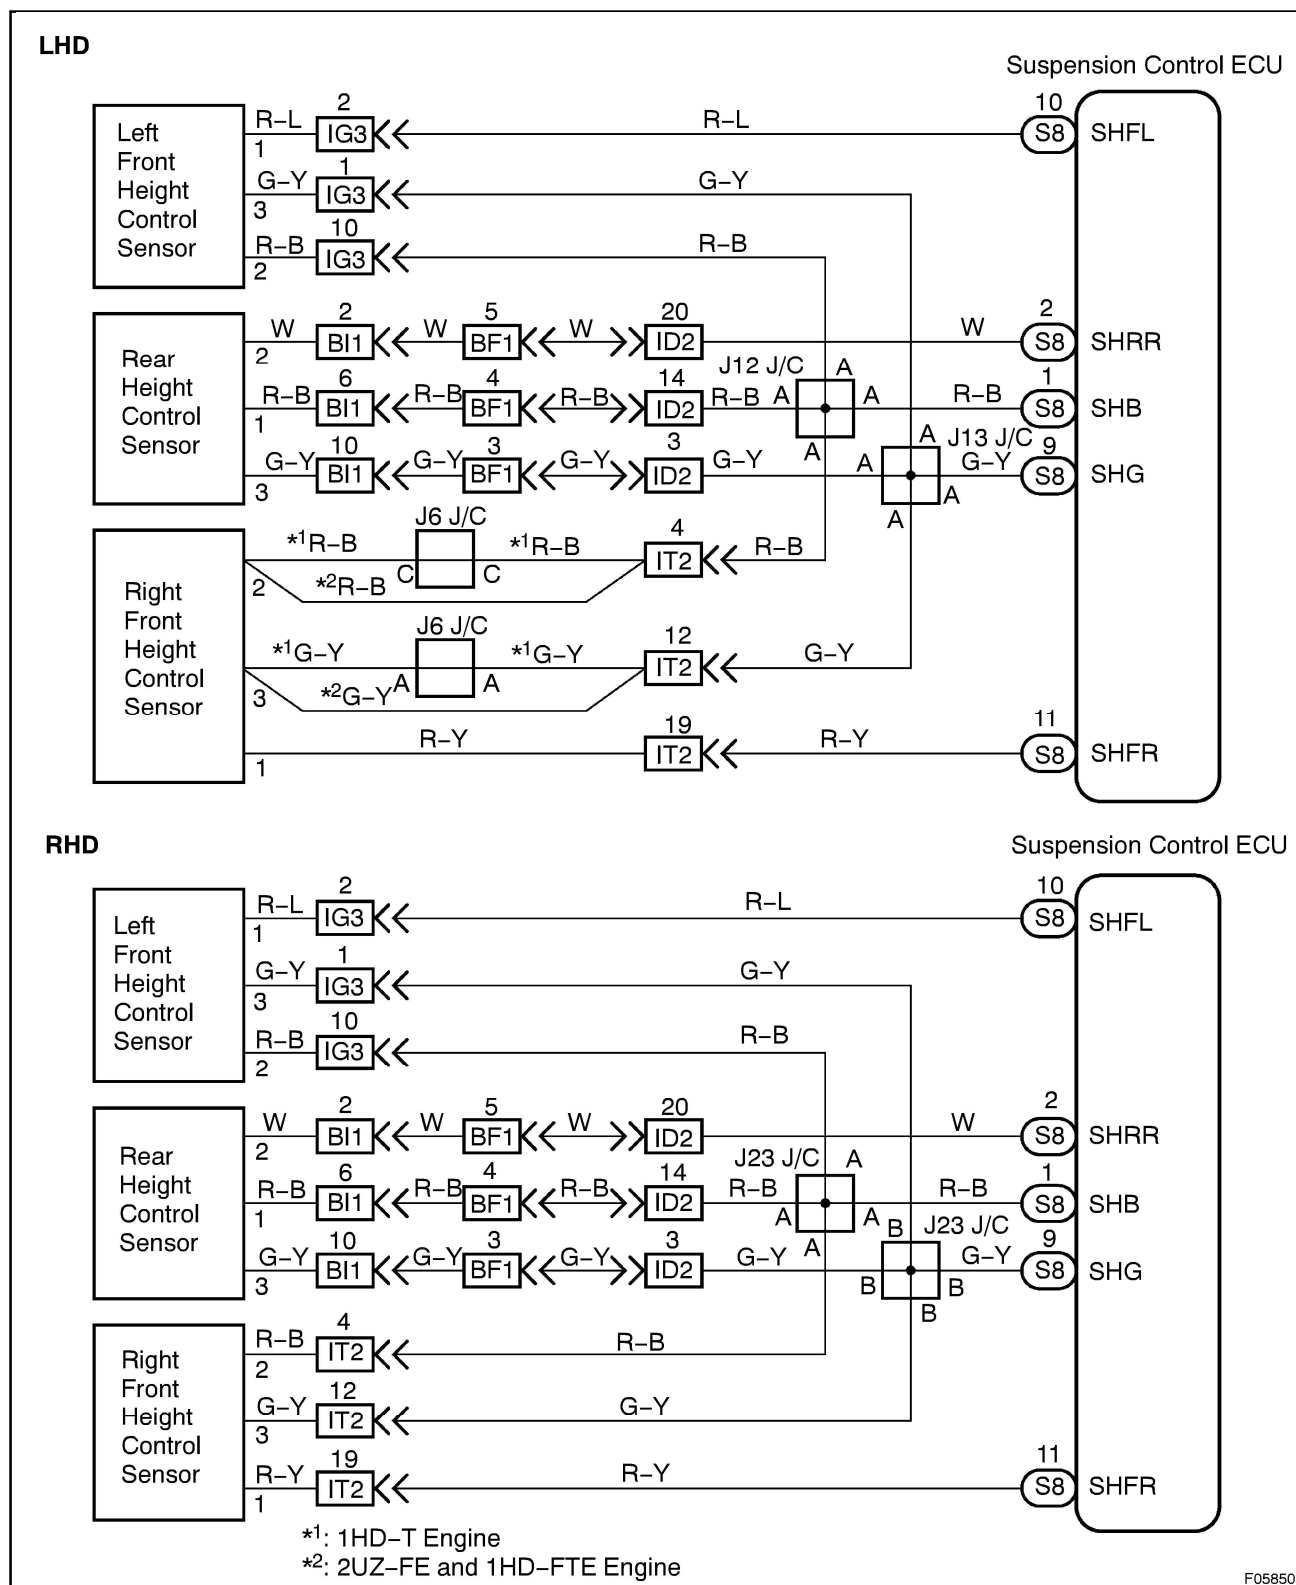 LHD
Suspension Control ECU
Left
Front
Height
Control
Sensor
R–L
1
2
IG3
R–L
10
S8
SHFL
G–Y
3
1
IG3
G–Y
R–B
2
10
IG3
R–B
Rear
Height
Control
Sensor
W
2
2
BI1
W
5
BF1
W
20
ID2
W
2
S8
SHRR
R–B
1
6
BI1
R–B
4
BF1
R–B
14
ID2
R–B
J12 J/C
A
A
A
A
R–B
1
S8
SHB
G–Y
3
10
BI1
G–Y
3
BF1
G–Y
3
ID2
G–Y
J13 J/C
A
A
A
A
G–Y
9
S8
SHG
Right
Front
Height
Control
Sensor
2
*1R–B
J6 J/C
C
C
*1R–B
*2R–B
4
IT2
R–B
3
*1G–Y
J6 J/C
A
A
*1G–Y
*2G–Y
12
IT2
G–Y
1
R–Y
19
IT2
R–Y
11
S8
SHFR
RHD
Suspension Control ECU
Left
Front
Height
Control
Sensor
R–L
1
2
IG3
R–L
10
S8
SHFL
G–Y
3
1
IG3
G–Y
R–B
2
10
IG3
R–B
Rear
Height
Control
Sensor
W
2
2
BI1
W
5
BF1
W
20
ID2
W
2
S8
SHRR
R–B
1
6
BI1
R–B
4
BF1
R–B
14
ID2
R–B
J23 J/C
A
A
A
A
R–B
1
S8
SHB
G–Y
3
10
BI1
G–Y
3
BF1
G–Y
3
ID2
G–Y
B
J23 J/C
B
B
B
G–Y
9
S8
SHG
Right
Front
Height
Control
Sensor
R–B
2
4
IT2
R–B
G–Y
3
12
IT2
G–Y
R–Y
1
19
IT2
R–Y
11
S8
SHFR
*1: 1HD–T Engine
*2: 2UZ–FE and 1HD–FTE Engine
F05850